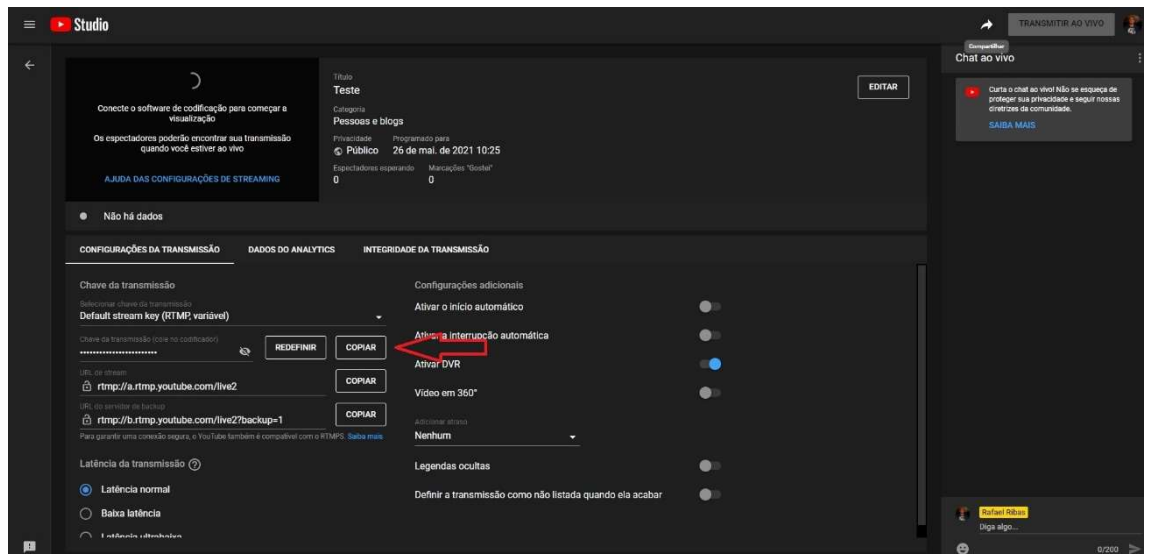 Studio
TRANSMITIR AO VIVO
Compartilhar
Chat ao vivo
Conecte o software de codificação para começar a
visualização
Os espectadores poderão encontrar sua transmissão
quando você estiver ao vivo
AJUDA DAS CONFIGURAÇÕES DE STREAMING
Título
Teste
EDITAR
Categoria
Pessoas e blogs
Privacidade Programado para
Público 26 de mai. de 2021 10:25
Espectadores esperando Marcações "Gostei"
0 0
Curta o chat ao vivo! Não se esqueça de
proteger sua privacidade e seguir nossas
diretrizes da comunidade.
SAIBA MAIS
Não há dados
CONFIGURAÇÕES DA TRANSMISSÃO DADOS DO ANALYTICS INTEGRIDADE DA TRANSMISSÃO
Chave da transmissão
Selecionar chave da transmissão
Default stream key (RTMP, variável)
Chave da transmissão (cole no codificador)
REDEFINIR COPIAR
URL de stream
rtmp://a.rtmp.youtube.com/live2 COPIAR
URL do servidor de backup
rtmp://b.rtmp.youtube.com/live2?backup=1 COPIAR
Para garantir uma conexão segura, o YouTube também é compatível com o RTMPS. Saiba mais
Latência da transmissão
Latência normal
Baixa latência
Latência ultrabaixa
Configurações adicionais
Ativar o início automático
Ativar a interrupção automática
Ativar DVR
Vídeo em 360°
Adicionar atraso
Nenhum
Legendas ocultas
Definir a transmissão como não listada quando ela acabar
Rafael Ribas
Diga algo...
0/200